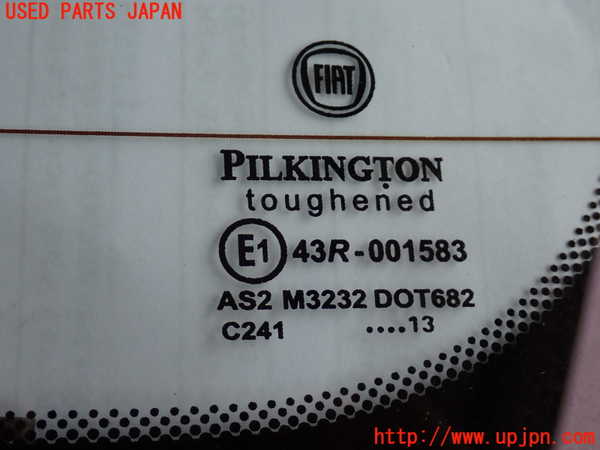 USED PARTS JAPAN
FIAT
PILKINGTON
toughened
E1 43R-001583
AS2 M3232 DOT682
C241 ....13
http://www.upjpn.com/